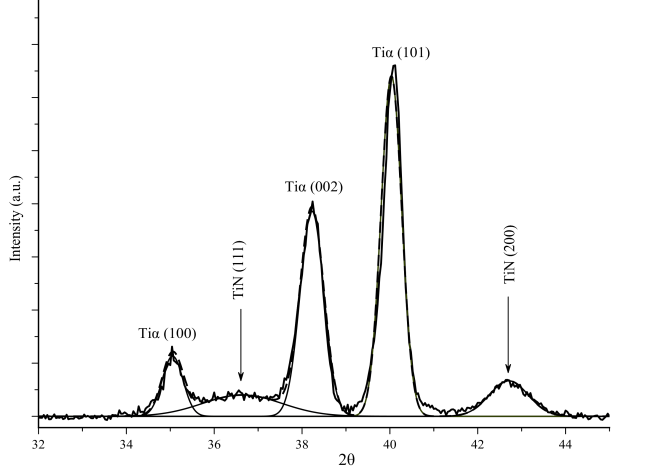 Tiα (101)
Tiα (002)
TiN (111)
TiN (200)
Tiα (100)
Intensity (a.u.)
32 34 36 38 40 42 44
2θ